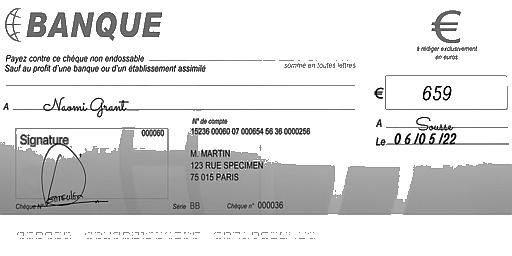 BANQUE
€
à rédiger exclusivement
en euros
Payez contre ce chèque non endossable
Sauf au profit d'une banque ou d'un établissement assimilé
somme en toutes lettres
€ 659
A Naomi Grant
A Sousse
Le 06/05/22
Signature
000060
N° de compte
15236 00060 07 000654 56 36 0000256
M. MARTIN
123 RUE SPECIMEN
75 015 PARIS
Chèque N°
Série BB
Chèque n° 000036